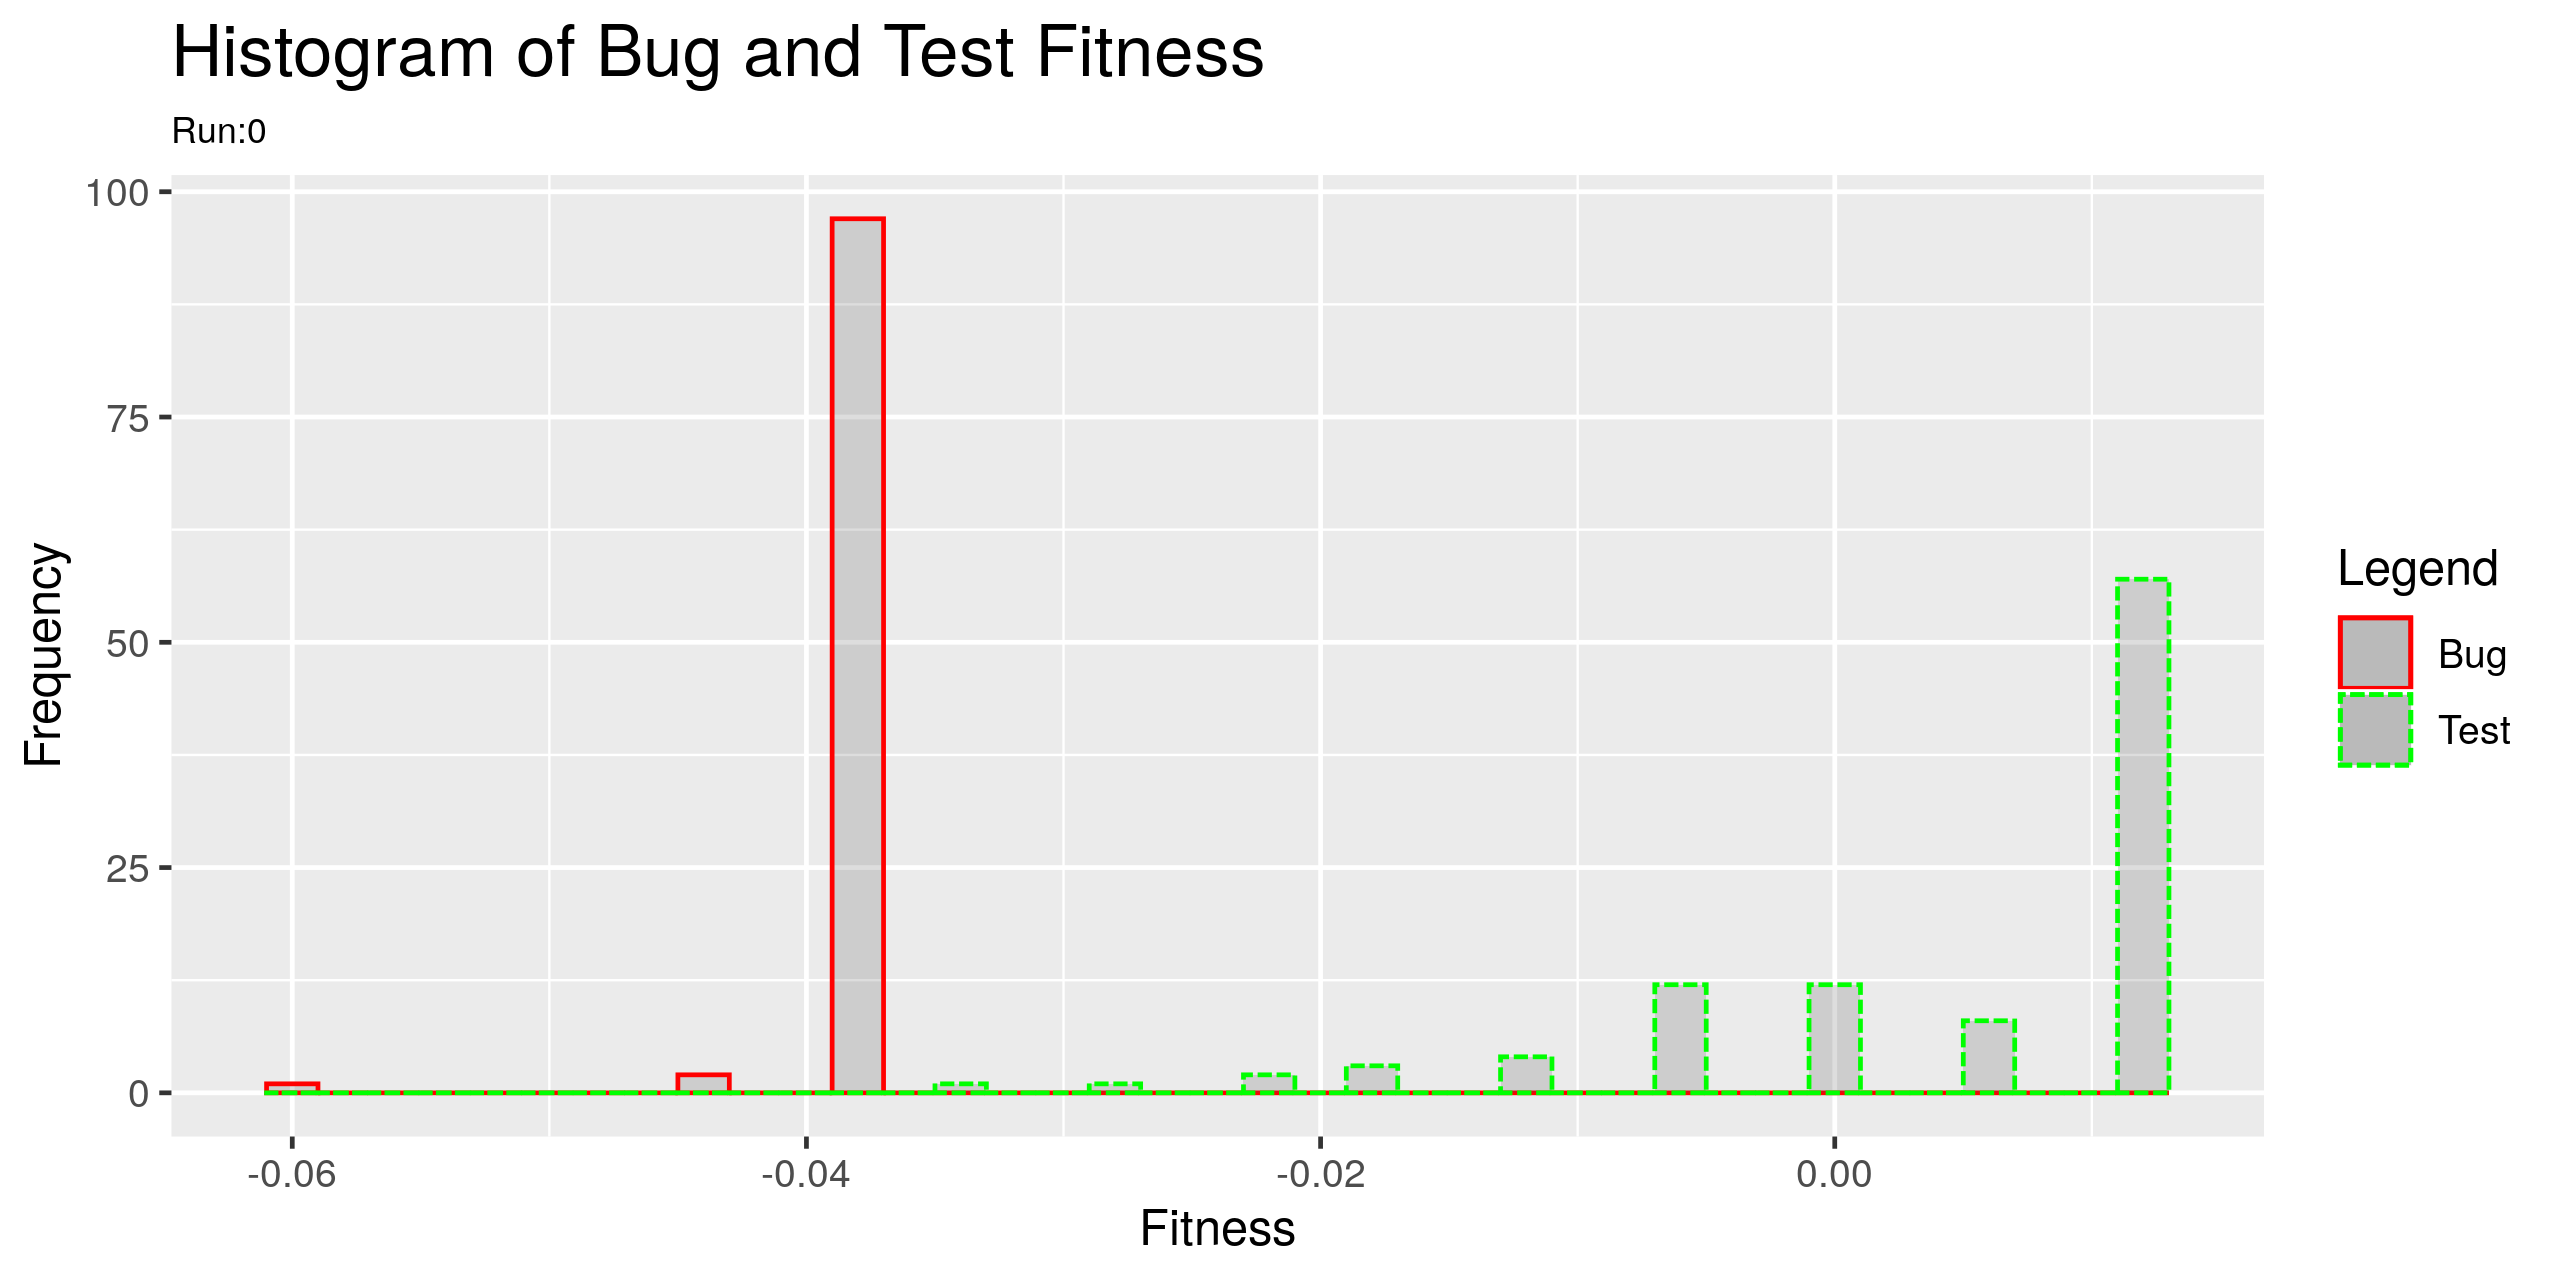 Histogram of Bug and Test Fitness
Run:0
100
75
50
25
0
Frequency
-0.06
-0.04
-0.02
0.00
Fitness
Legend
Bug
Test